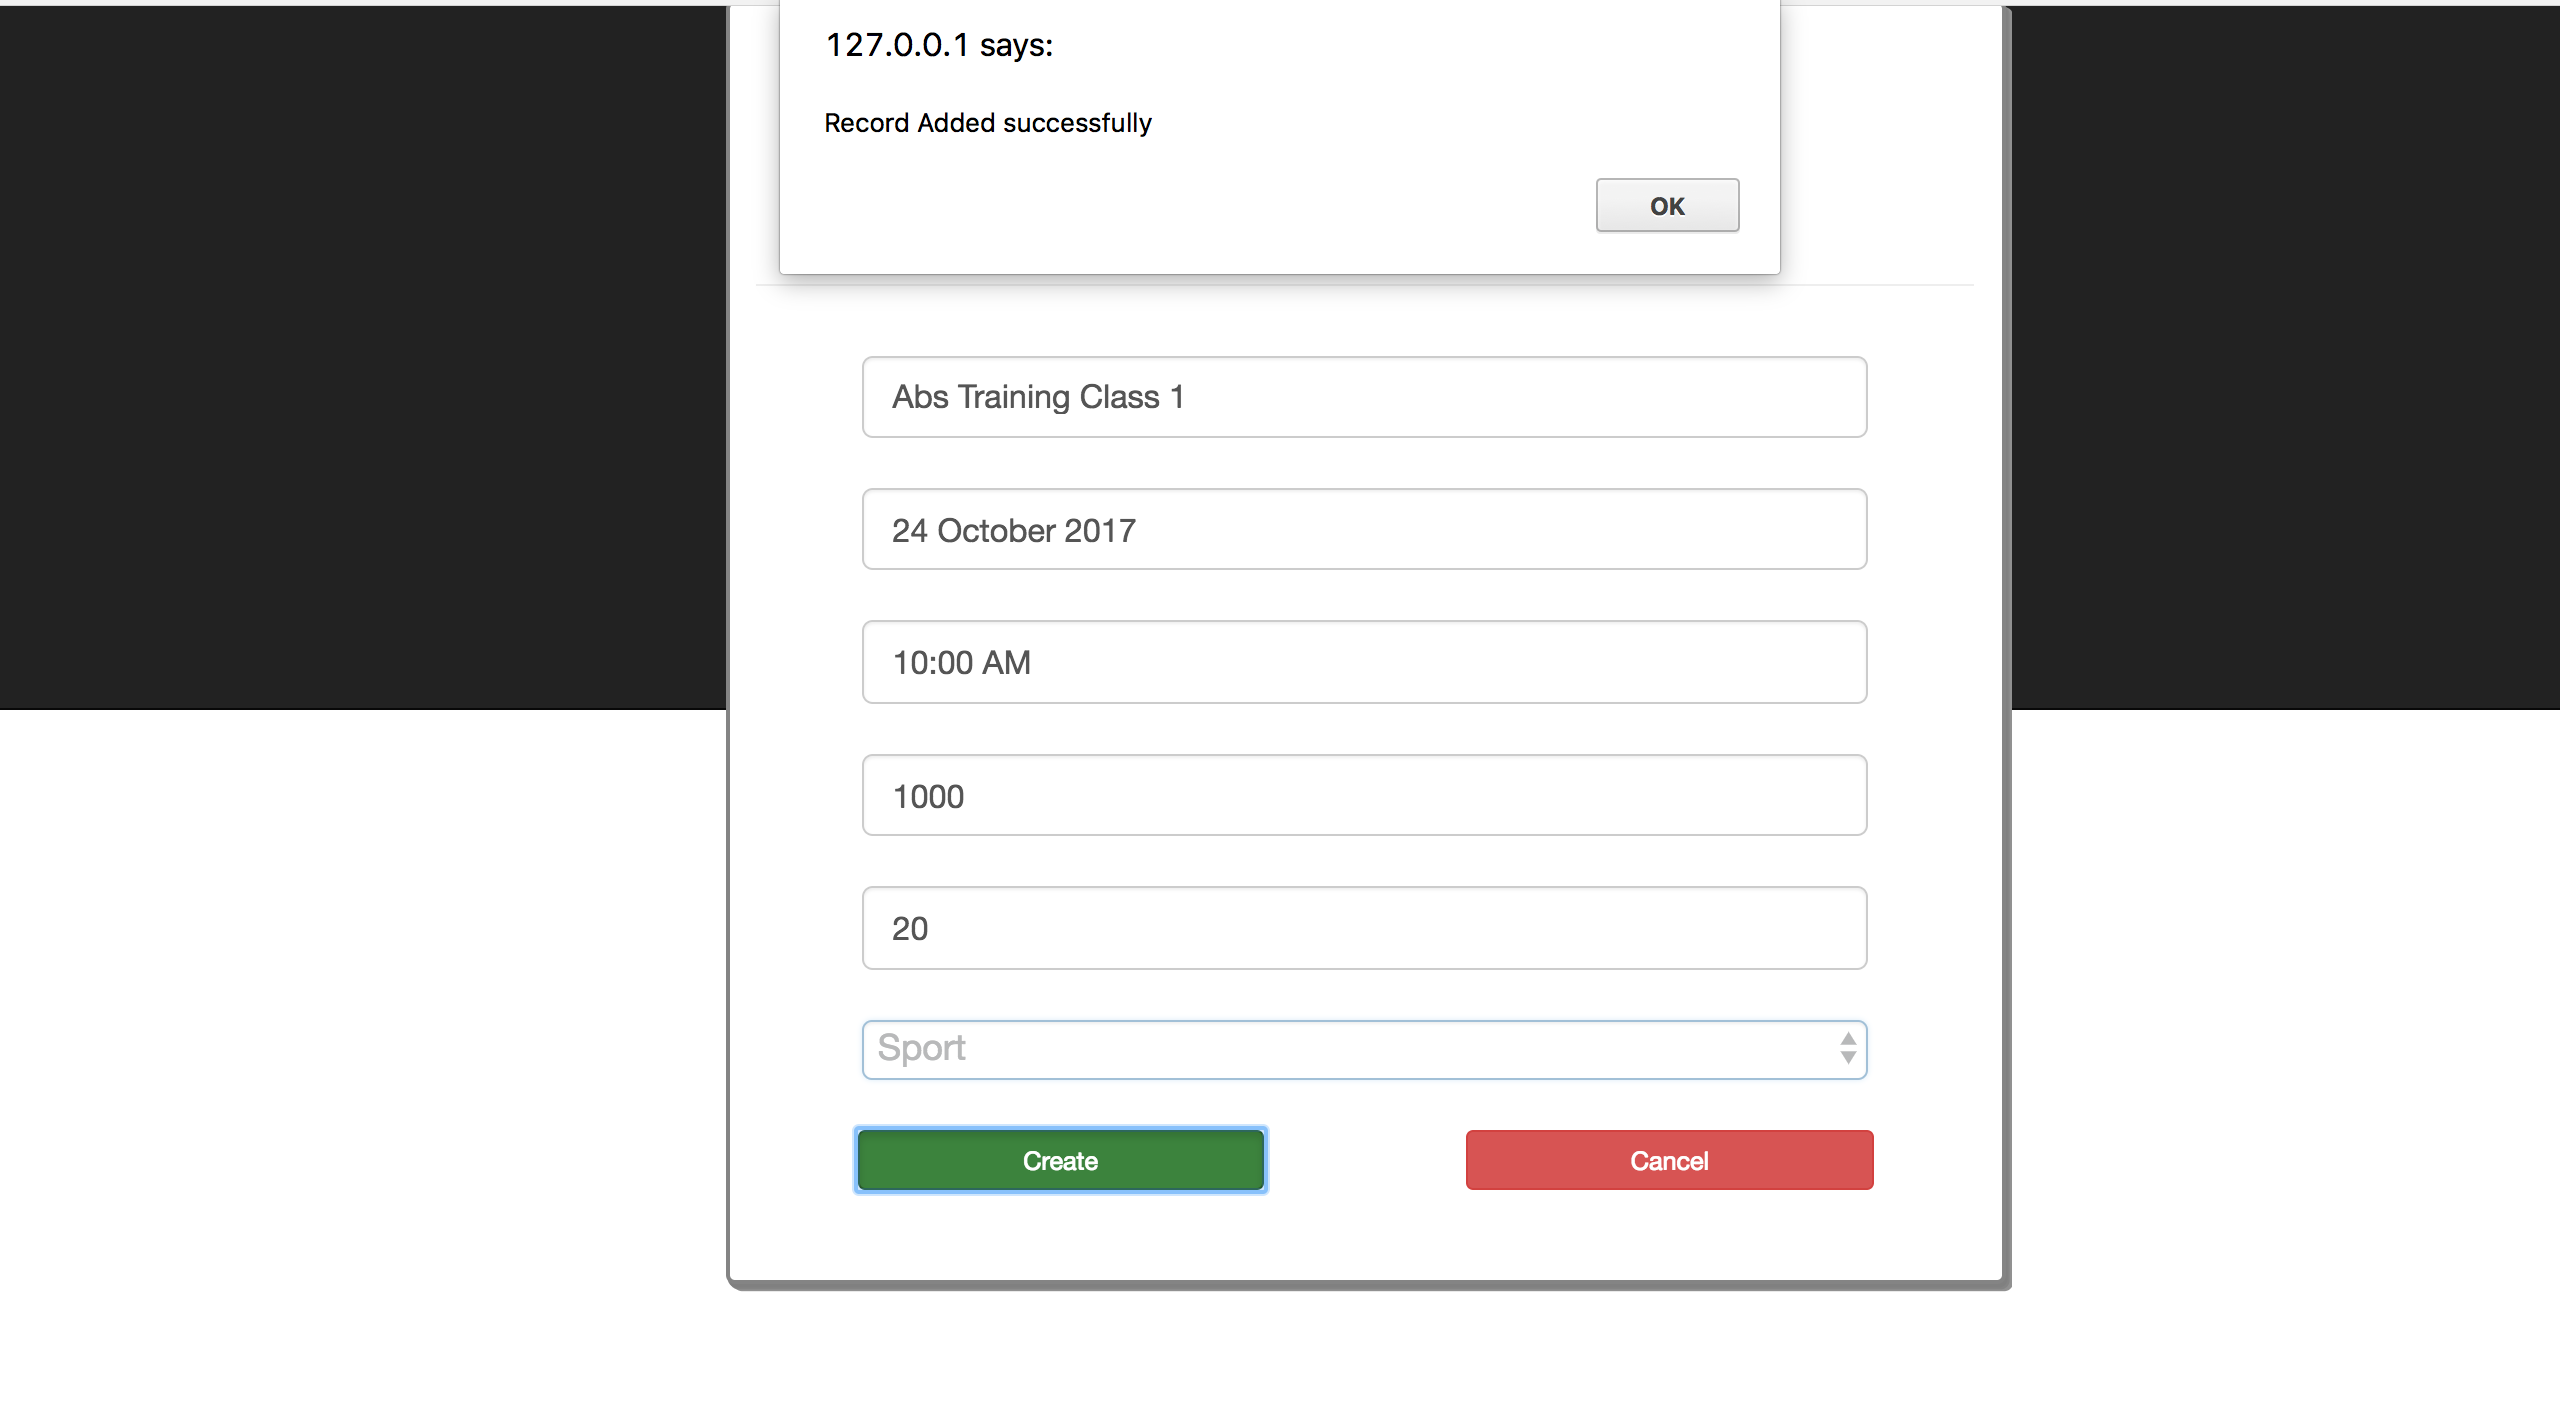 127.0.0.1 says:
Record Added successfully
OK
Abs Training Class 1
24 October 2017
10:00 AM
1000
20
Sport
Create
Cancel